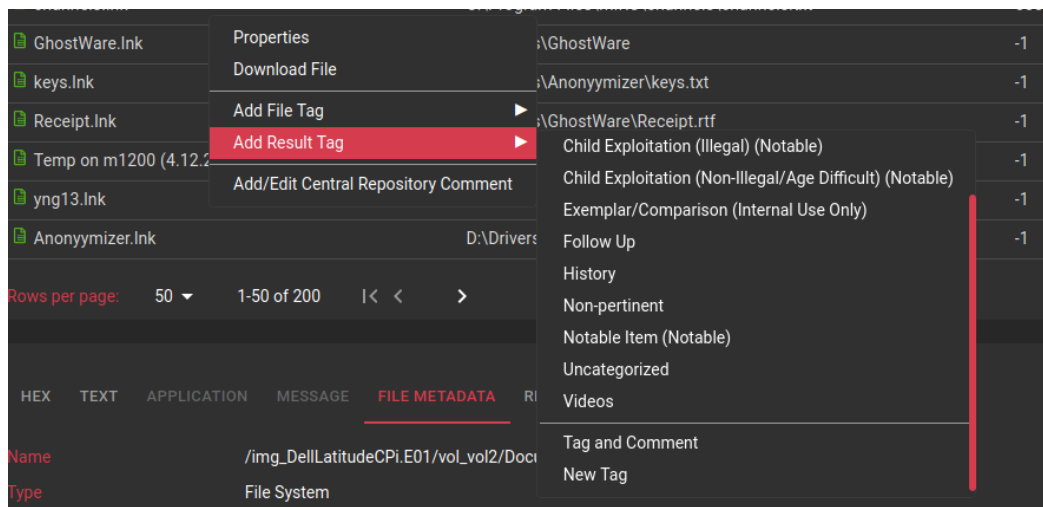 GhostWare.lnk
Properties
s\GhostWare
-1
Download File
keys.lnk
s\Anonyymizer\keys.txt
-1
Add File Tag
Receipt.lnk
s\GhostWare\Receipt.rtf
-1
Add Result Tag
Child Exploitation (Illegal) (Notable)
Temp on m1200 (4.12.2
-1
Child Exploitation (Non-Illegal/Age Difficult) (Notable)
Add/Edit Central Repository Comment
yng13.lnk
-1
Exemplar/Comparison (Internal Use Only)
Anonyymizer.lnk
D:\Drivers
-1
Follow Up
History
Rows per page:
50
1-50 of 200
Non-pertinent
Notable Item (Notable)
Uncategorized
HEX TEXT APPLICATION MESSAGE FILE METADATA
Videos
Tag and Comment
Name
/img_DellLatitudeCPi.E01/vol_vol2/Docu
New Tag
Type
File System